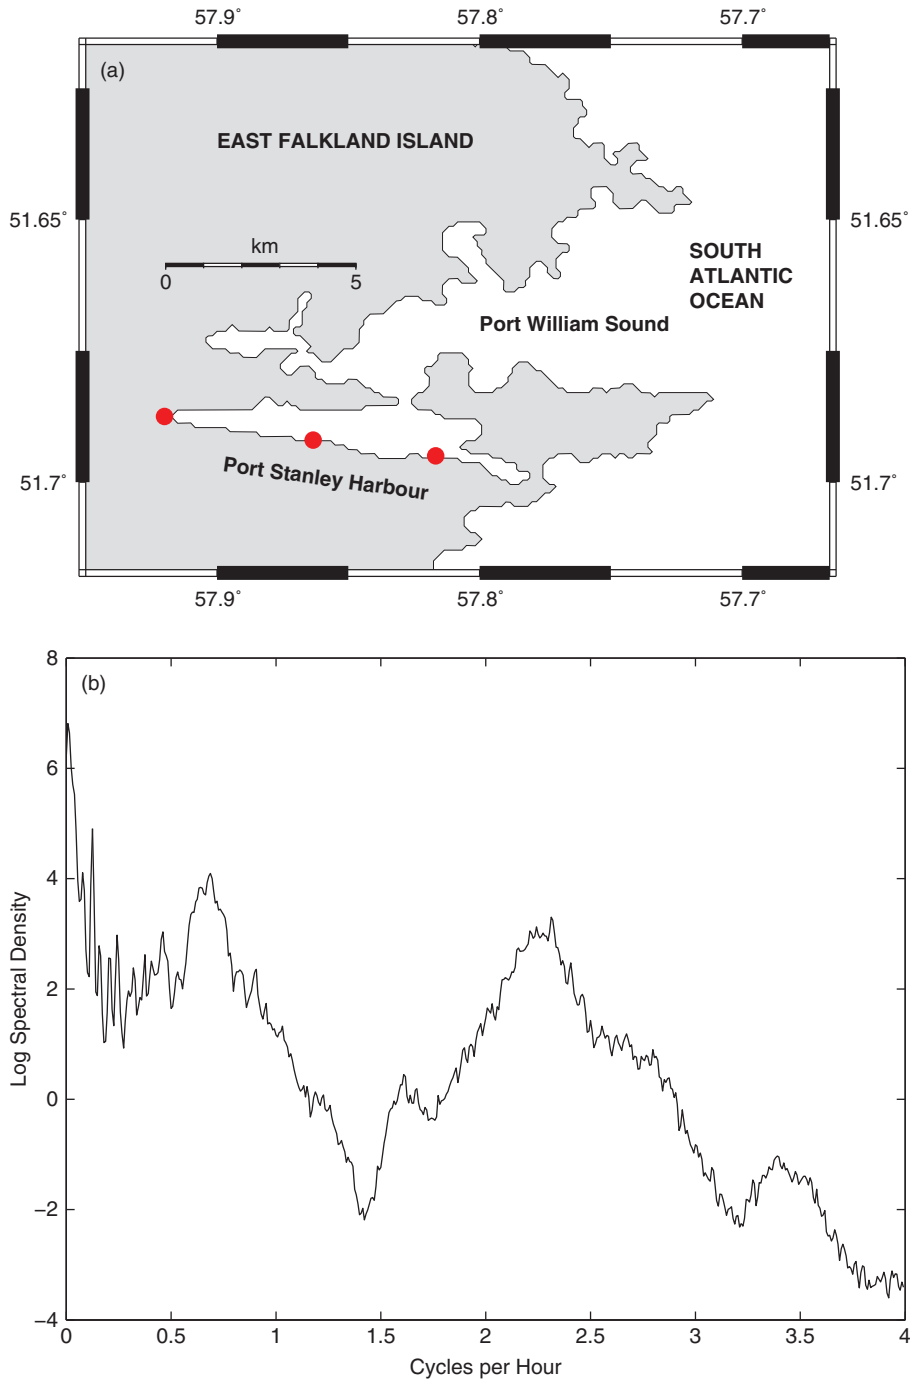 57.9° 57.8° 57.7°
(a)
EAST FALKLAND ISLAND
51.65° 51.65°
km
0 5
SOUTH
ATLANTIC
OCEAN
Port William Sound
Port Stanley Harbour
51.7° 51.7°
57.9° 57.8° 57.7°
(b)
8
6
4
2
0
−2
−4
Log Spectral Density
0 0.5 1 1.5 2 2.5 3 3.5 4
Cycles per Hour